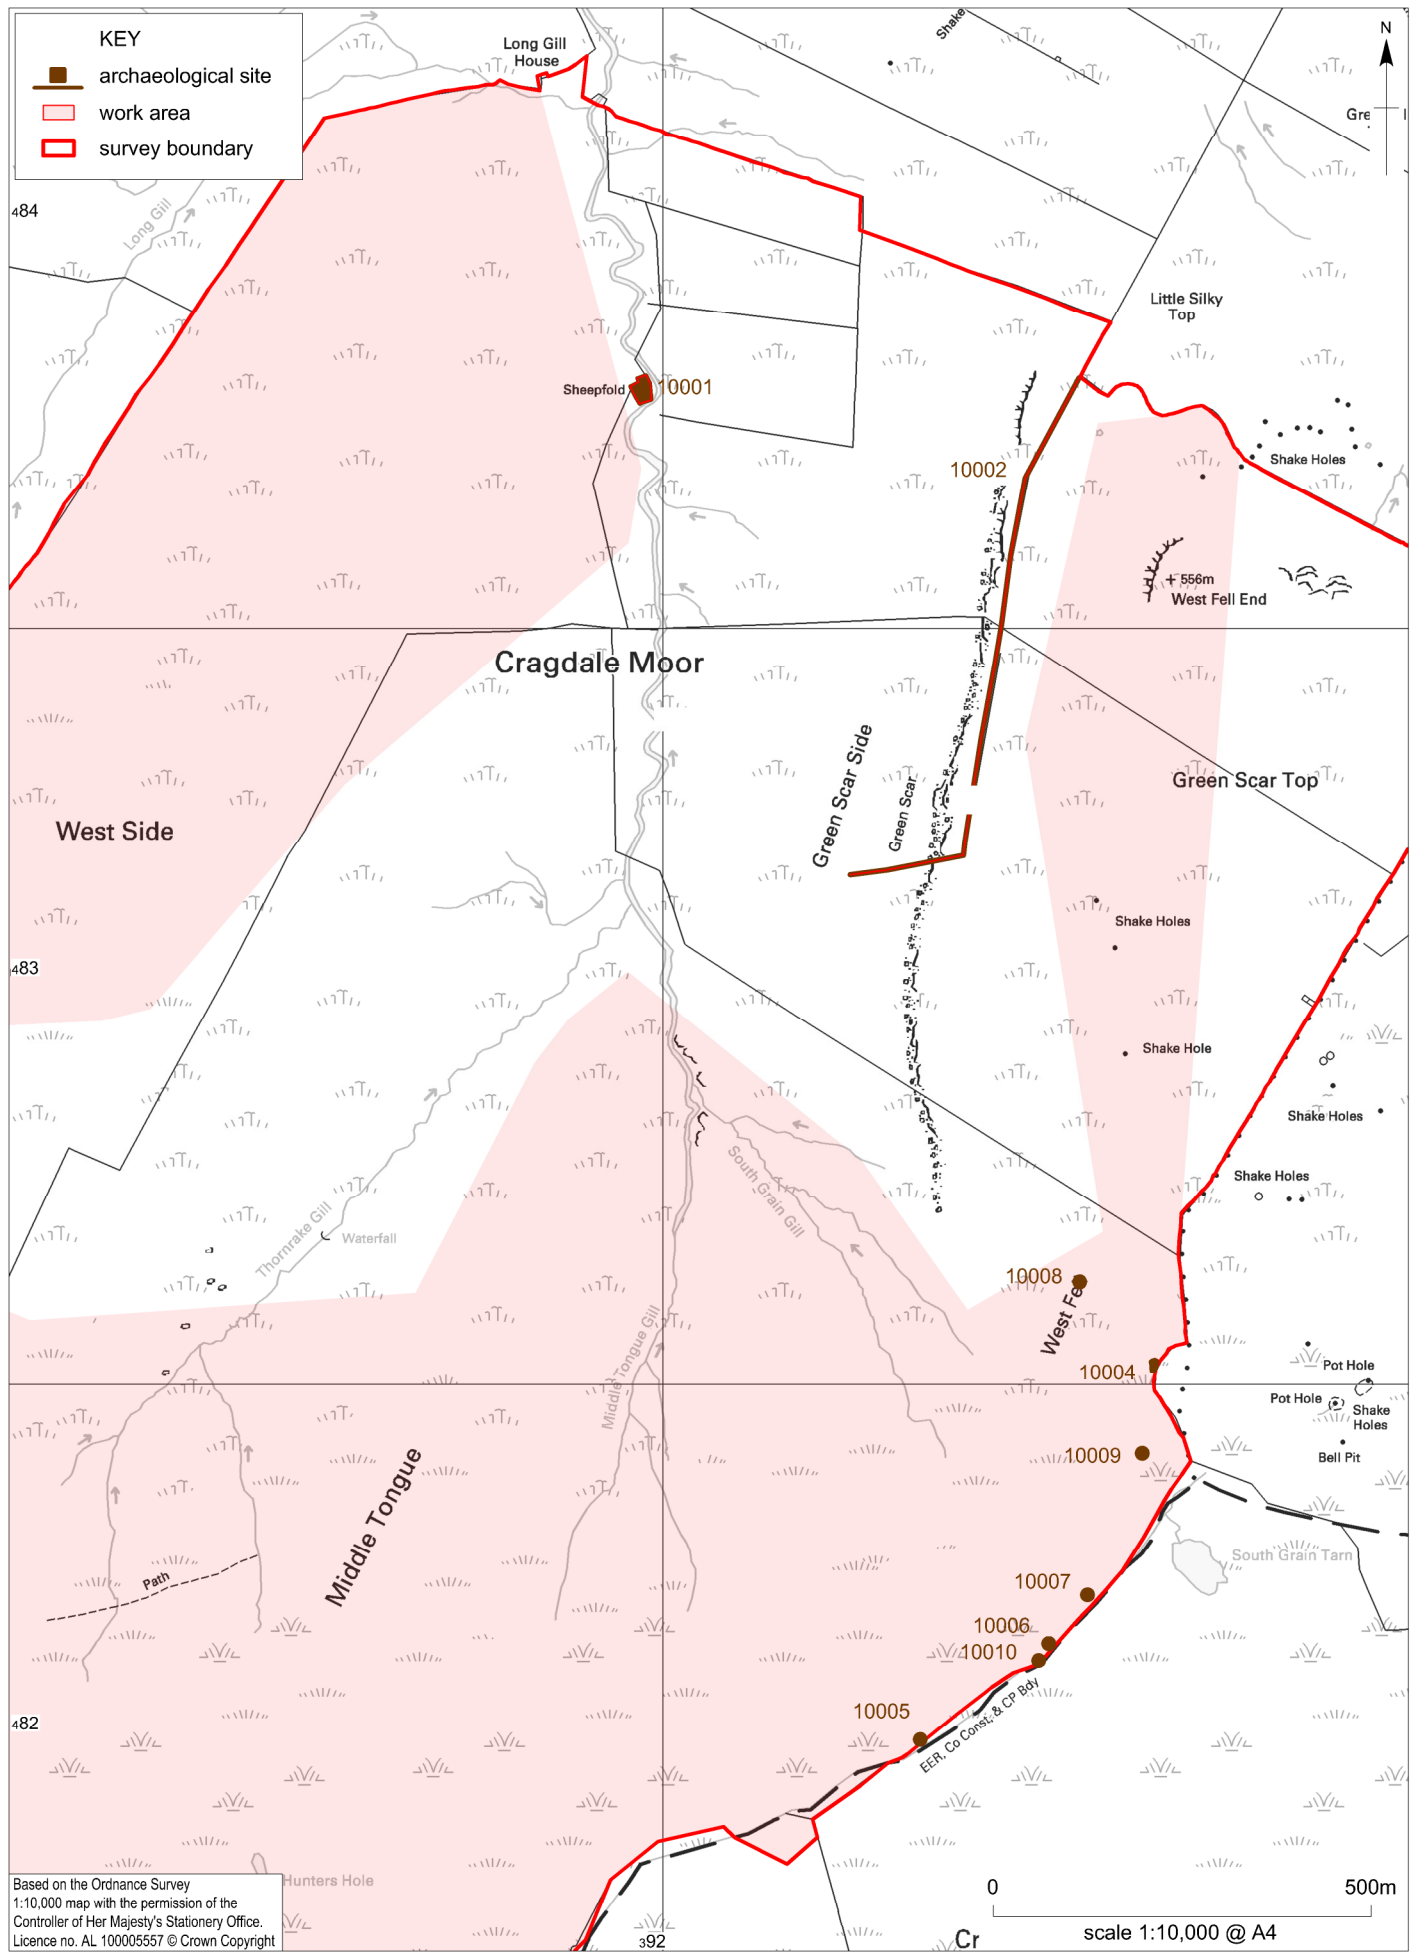 KEY
archaeological site
work area
survey boundary
N
Long Gill
House
Shake
Gre
484
Long Gill
Little Silky
Top
Sheepfold
10001
10002
Shake Holes
556m
West Fell End
Cragdale Moor
Green Scar Side
Green Scar
Green Scar Top
West Side
Shake Holes
483
Shake Hole
Shake Holes
South Grain Gill
Shake Holes
Thornrake Gill
Waterfall
10008
West Fe
Middle Tongue Gill
10004
Pot Hole
Pot Hole
Shake
Holes
10009
Bell Pit
Middle Tongue
South Grain Tarn
Path
10007
10006
10010
10005
482
EER, Co Const, & CP Bdy
Hunters Hole
Based on the Ordnance Survey
1:10,000 map with the permission of the
Controller of Her Majesty's Stationery Office.
Licence no. AL 100005557 © Crown Copyright
392
Cr
0 500m
scale 1:10,000 @ A4